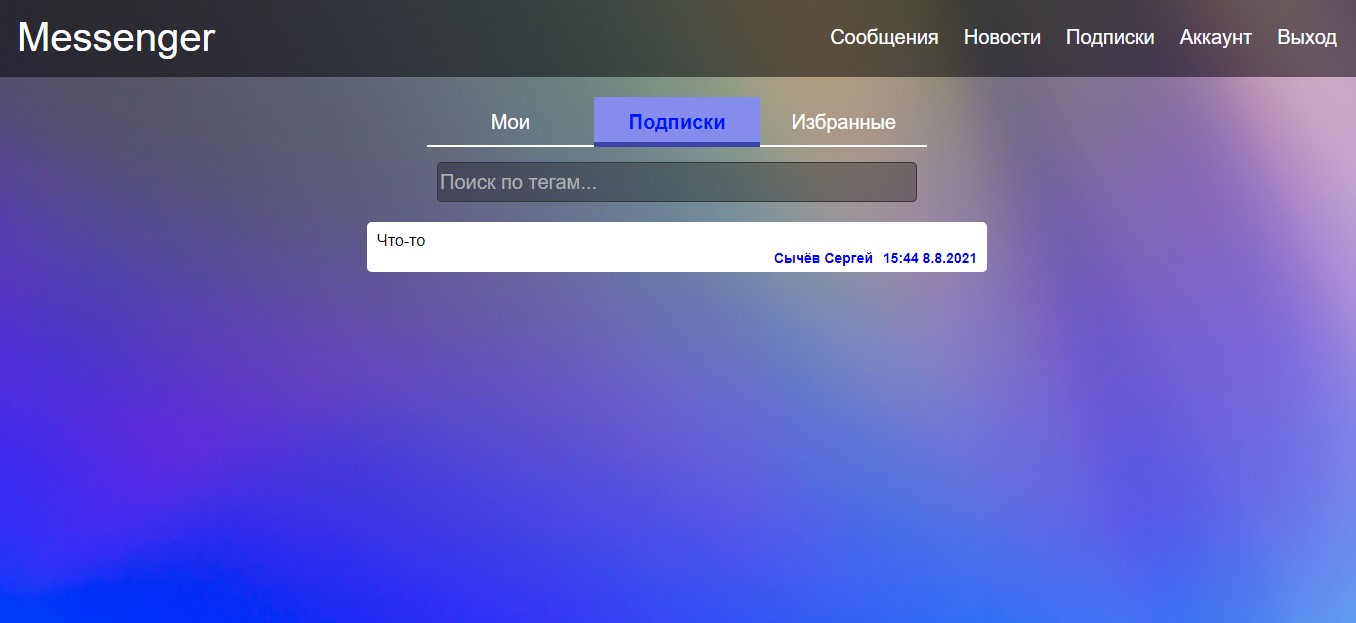 Messenger Сообщения Новости Подписки Аккаунт Выход
Мои Подписки Избранные
Поиск по тегам...
Что-то
Сычёв Сергей 15:44 8.8.2021